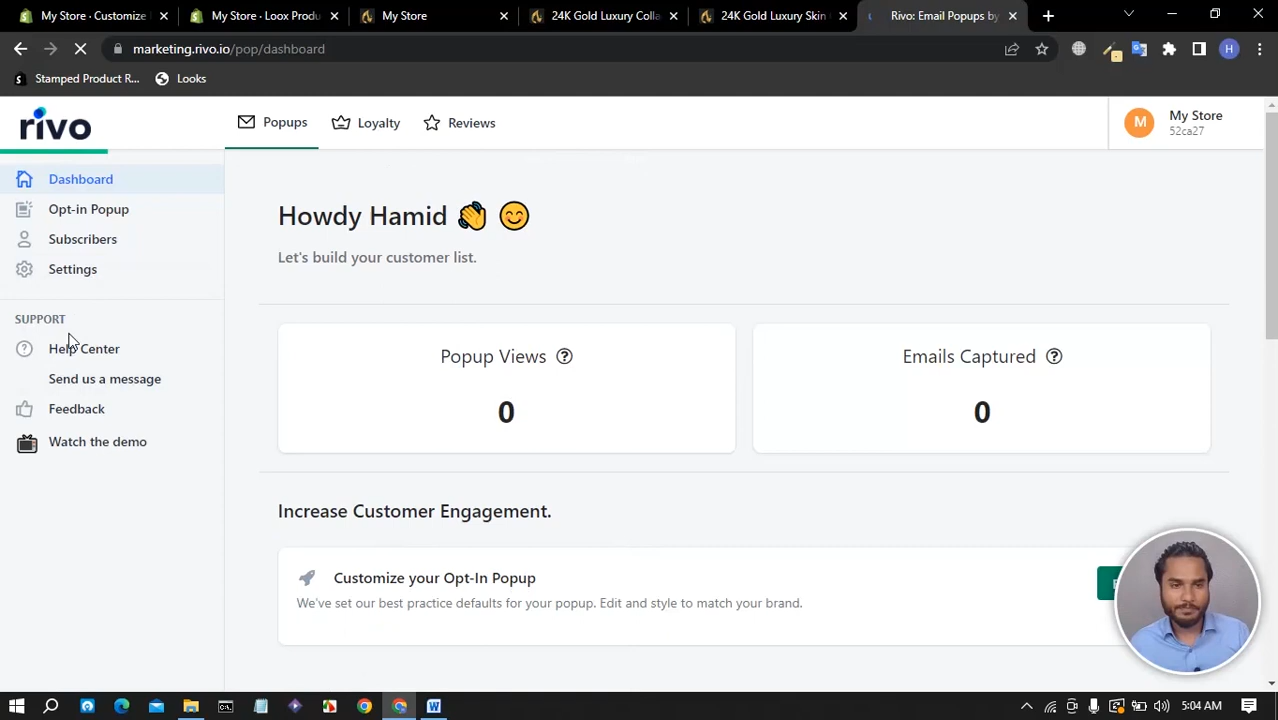 My Store · Customize
My Store · Loox Produ
My Store
24K Gold Luxury Colla
24K Gold Luxury Skin
Rivo: Email Popups by
marketing.rivo.io/pop/dashboard
Stamped Product R...
Looks
H
rivo
Popups
Loyalty
Reviews
M
My Store
52ca27
Dashboard
Opt-in Popup
Subscribers
Settings
SUPPORT
Help Center
Send us a message
Feedback
Watch the demo
Howdy Hamid
Let's build your customer list.
Popup Views
0
Emails Captured
0
Increase Customer Engagement.
Customize your Opt-In Popup
We've set our best practice defaults for your popup. Edit and style to match your brand.
5:04 AM